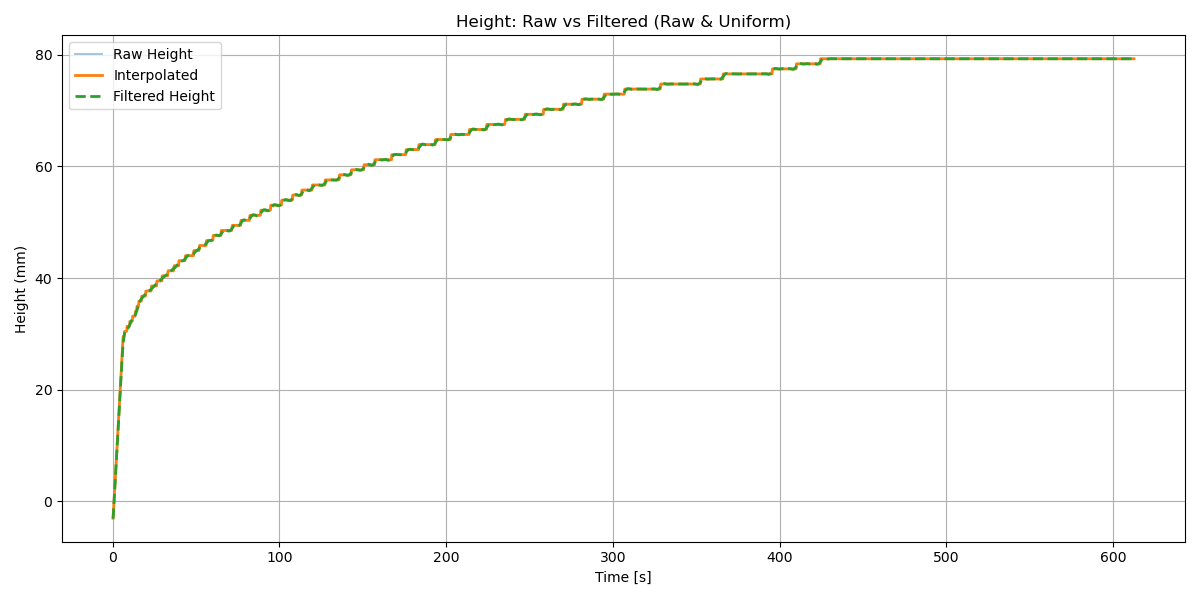 Height: Raw vs Filtered (Raw & Uniform)
Raw Height
Interpolated
Filtered Height
Height (mm)
80
60
40
20
0
0 100 200 300 400 500 600
Time [s]